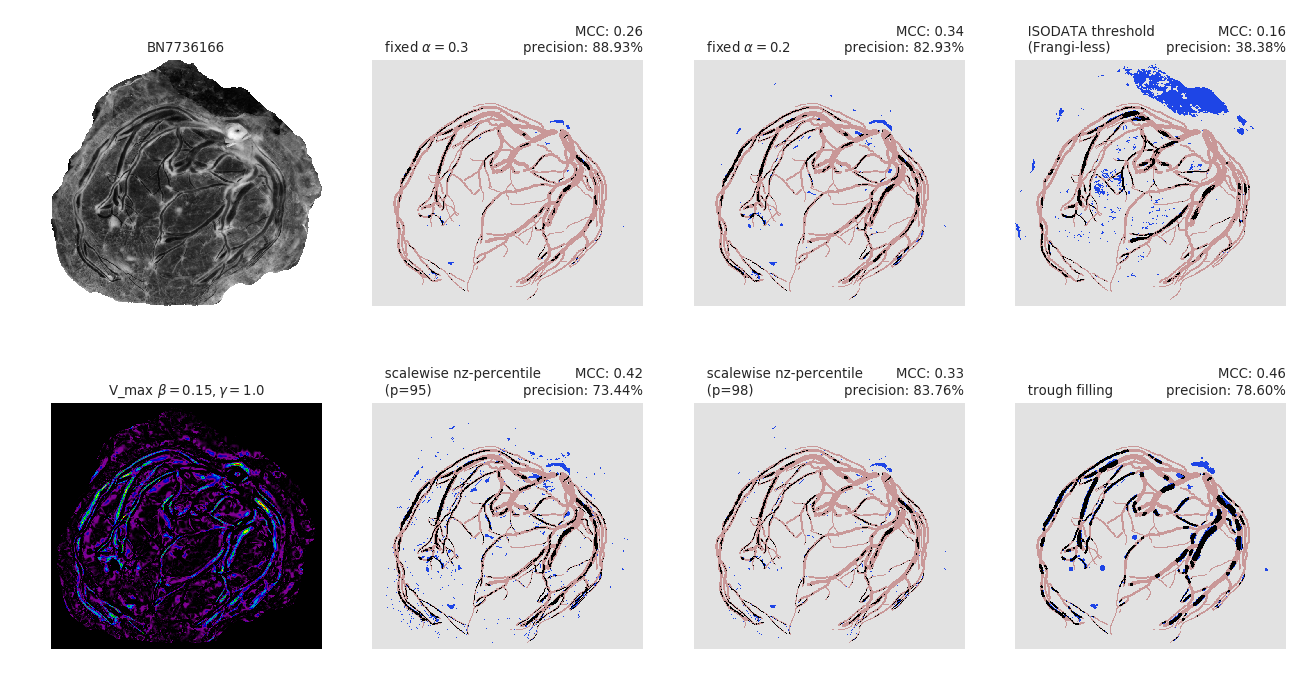 BN7736166
MCC: 0.26
fixed α = 0.3 precision: 88.93%
MCC: 0.34
fixed α = 0.2 precision: 82.93%
ISODATA threshold MCC: 0.16
(Frangi-less) precision: 38.38%
V_max β = 0.15, γ = 1.0
scalewise nz-percentile MCC: 0.42
(p=95) precision: 73.44%
scalewise nz-percentile MCC: 0.33
(p=98) precision: 83.76%
MCC: 0.46
trough filling precision: 78.60%